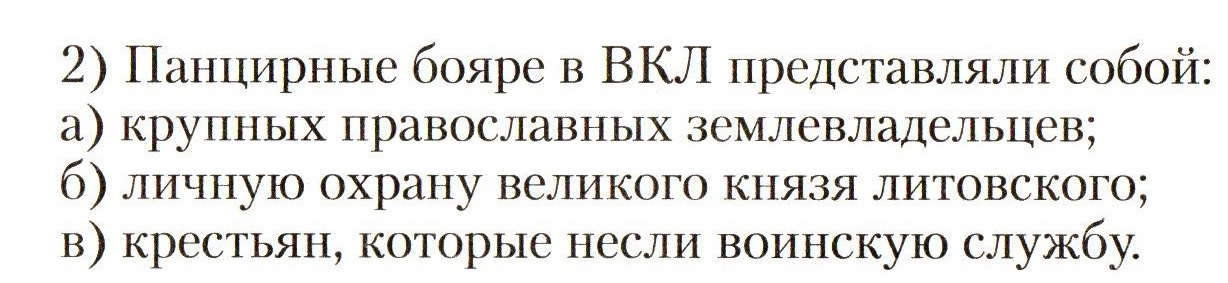 2) Панцирные бояре в ВКЛ представляли собой:
а) крупных православных землевладельцев;
б) личную охрану великого князя литовского;
в) крестьян, которые несли воинскую службу.